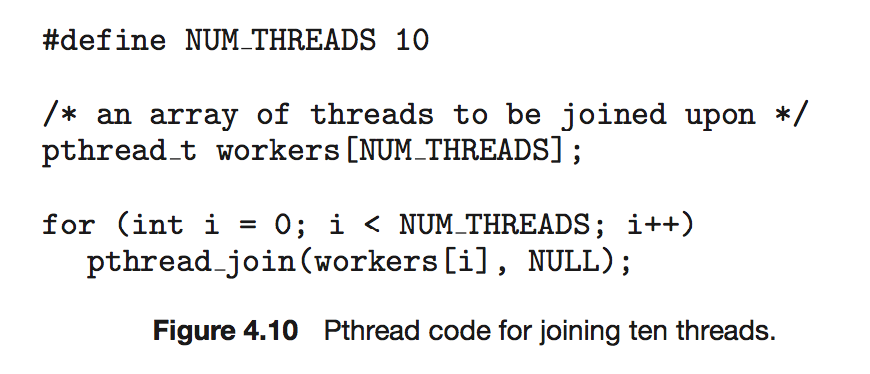 #define NUM_THREADS 10
/* an array of threads to be joined upon */
pthread_t workers[NUM_THREADS];
for (int i = 0; i < NUM_THREADS; i++)
pthread_join(workers[i], NULL);
Figure 4.10 Pthread code for joining ten threads.